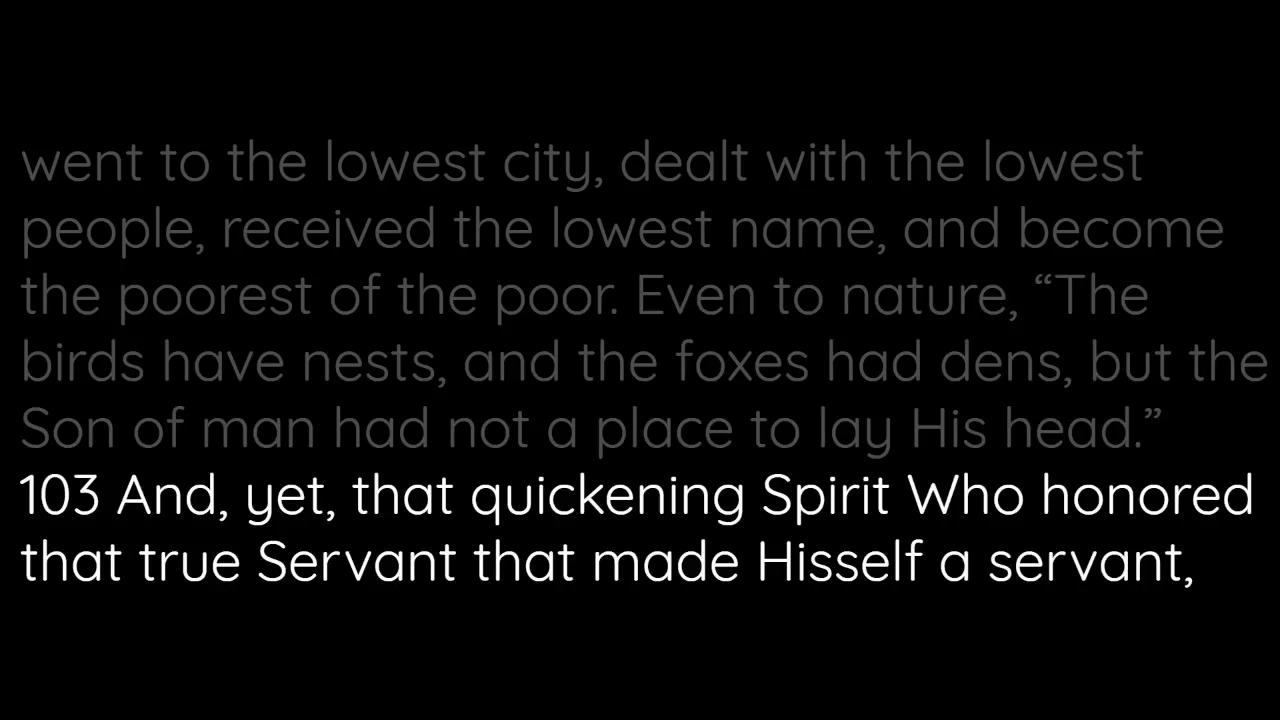 went to the lowest city, dealt with the lowest
people, received the lowest name, and become
the poorest of the poor. Even to nature, “The
birds have nests, and the foxes had dens, but the
Son of man had not a place to lay His head.”
103 And, yet, that quickening Spirit Who honored
that true Servant that made Hisself a servant,